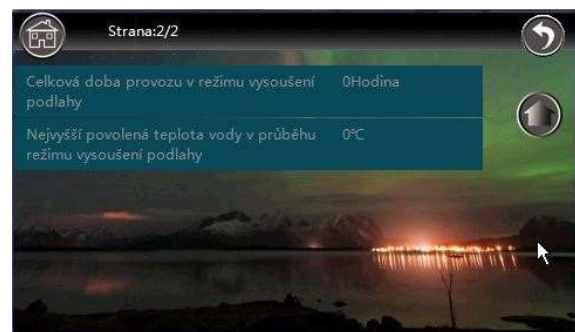 Strana:2/2
Celková doba provozu v režimu vysoušení 0Hodina
podlahy
Nejvyšší povolená teplota vody v průběhu 0℃
režimu vysoušení podlahy